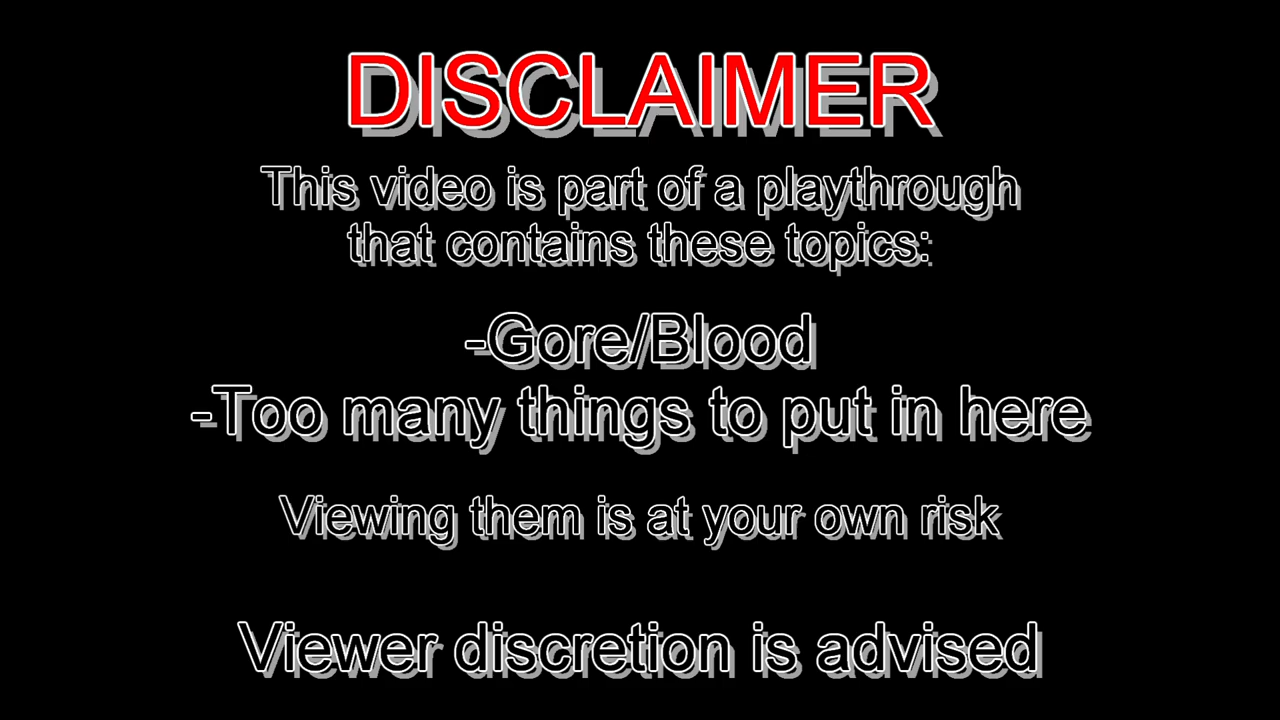 DISCLAIMER
This video is part of a playthrough
that contains these topics:
-Gore/Blood
-Too many things to put in here
Viewing them is at your own risk
Viewer discretion is advised